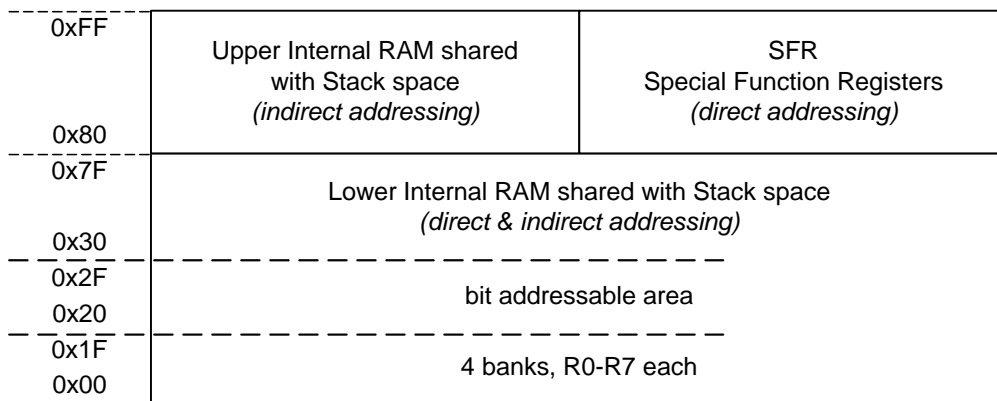 0xFF
Upper Internal RAM shared
with Stack space
(indirect addressing)
SFR
Special Function Registers
(direct addressing)
0x80
0x7F
Lower Internal RAM shared with Stack space
(direct & indirect addressing)
0x30
0x2F
bit addressable area
0x20
0x1F
4 banks, R0-R7 each
0x00